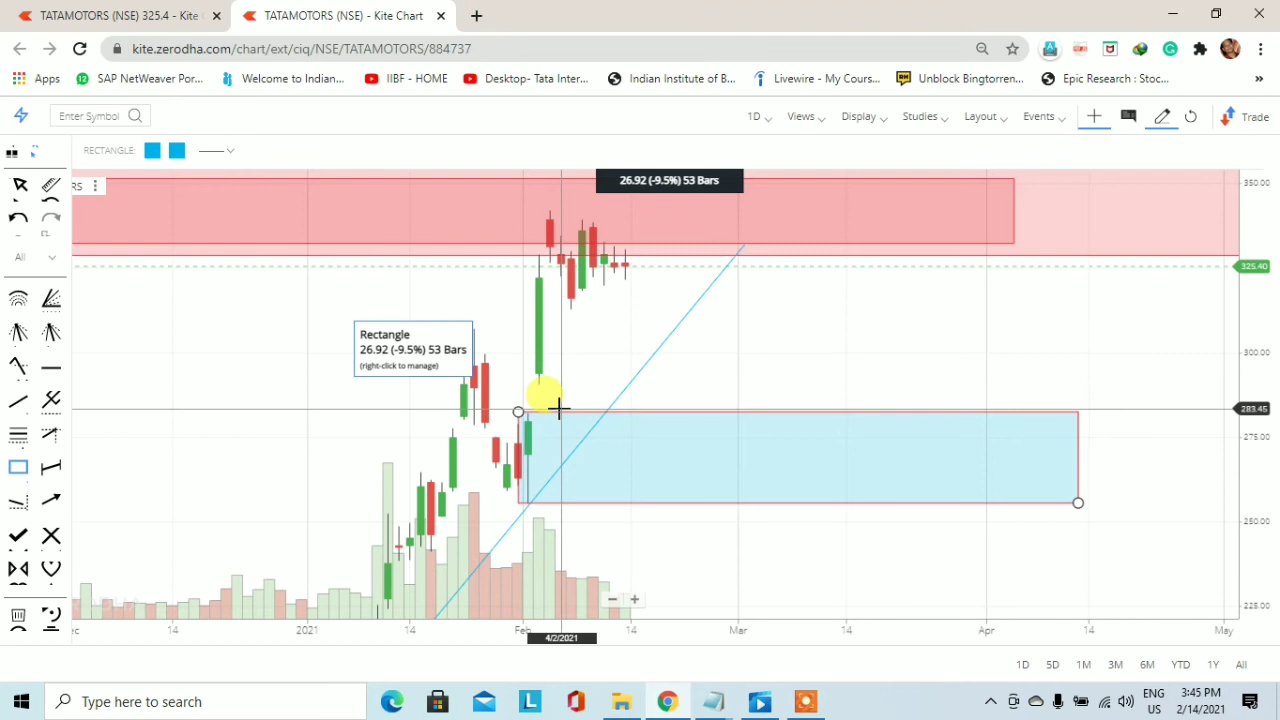 TATAMOTORS (NSE) 325.4 - Kite
TATAMOTORS (NSE) - Kite Chart
kite.zerodha.com/chart/ext/ciq/NSE/TATAMOTORS/884737
Apps
SAP NetWeaver Por...
Welcome to Indian...
IIBF - HOME
Desktop- Tata Inter...
Indian Institute of B...
Livewire - My Cours...
Unblock Bingtorren...
Epic Research : Stoc...
»
Enter Symbol
1D
Views
Display
Studies
Layout
Events
Trade
RECTANGLE:
RS
26.92 (-9.5%) 53 Bars
350.00
All
325.40
Rectangle
26.92 (-9.5%) 53 Bars
(right-click to manage)
300.00
283.45
275.00
250.00
225.00
14
2021
14
Feb
14
Mar
14
Apr
14
May
4/2/2021
1D
5D
1M
3M
6M
YTD
1Y
All
Type here to search
ENG
US
3:45 PM
2/14/2021